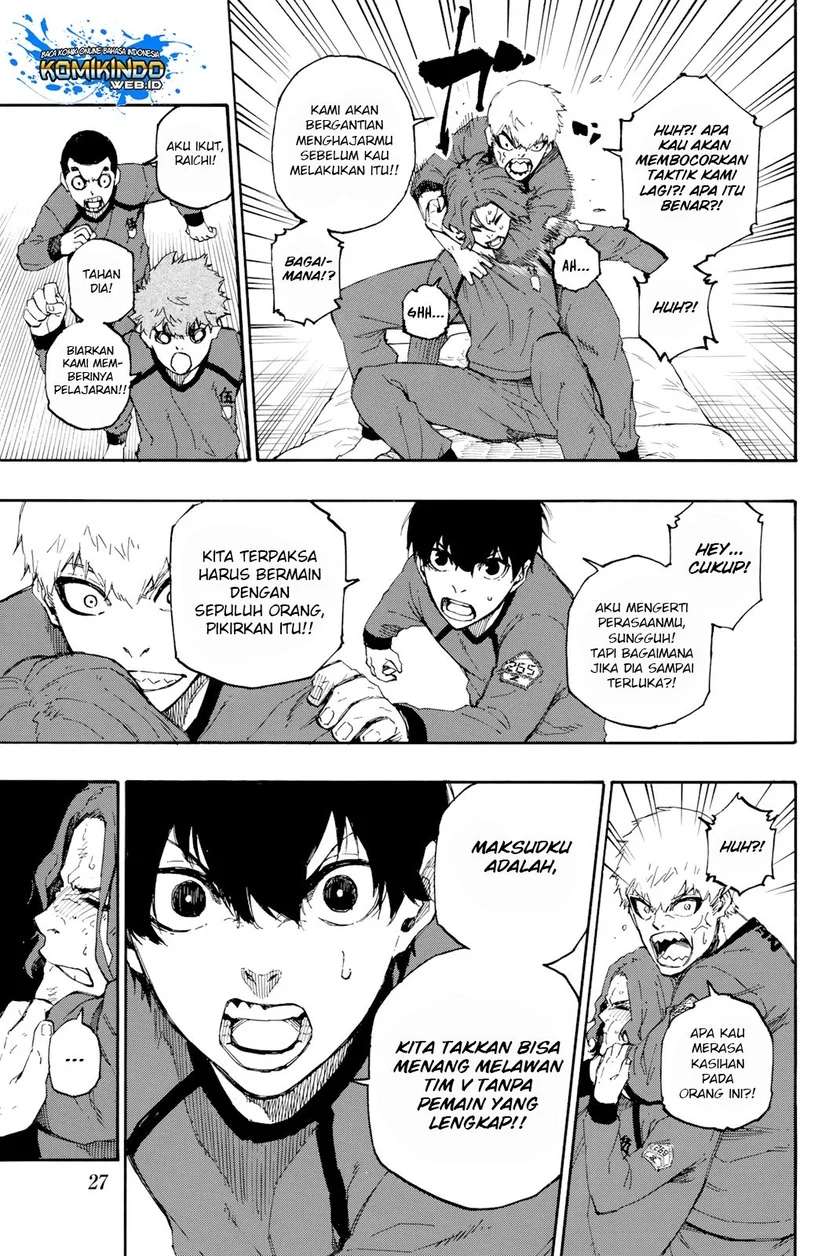 BACA KOMIK ONLINE BAHASA INDONESIA
KOMIKINDO
WEB.ID
HUH?! APA
KAU AKAN
MEMBOCORKAN
TAKTIK KAMI
LAGI?! APA ITU
BENAR?!
HUH?!
KAMI AKAN
BERGANTIAN
MENGHAJARMU
SEBELUM KAU
MELAKUKAN ITU!!
BAGAI-
MANA!?
AH...
GHH...
AKU IKUT,
RAICHI!
TAHAN
DIA!
BIARKAN
KAMI MEM-
BERINYA
PELAJARAN!!
伍
HEY...
CUKUP!
AKU MENGERTI
PERASAANMU,
SUNGGUH!
TAPI BAGAIMANA
JIKA DIA SAMPAI
TERLUKA?!
265
Z
KITA TERPAKSA
HARUS BERMAIN
DENGAN
SEPULUH ORANG,
PIKIRKAN ITU!!
HUH?!
APA KAU
MERASA
KASIHAN
PADA
ORANG INI?!
MAKSUDKU
ADALAH,
KITA TAKKAN BISA
MENANG MELAWAN
TIM V TANPA
PEMAIN YANG
LENGKAP!!
...
27